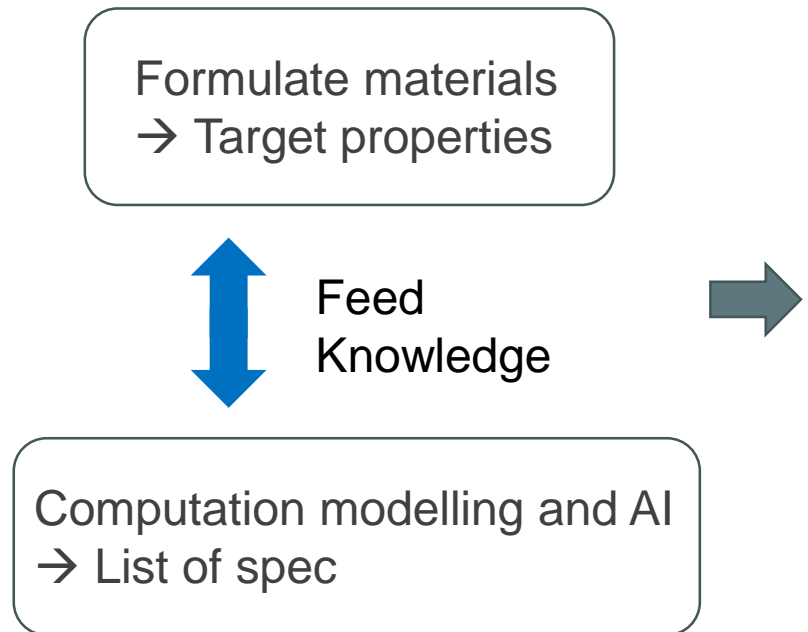 Formulate materials
→ Target properties
Feed
Knowledge
Computation modelling and AI
→ List of spec